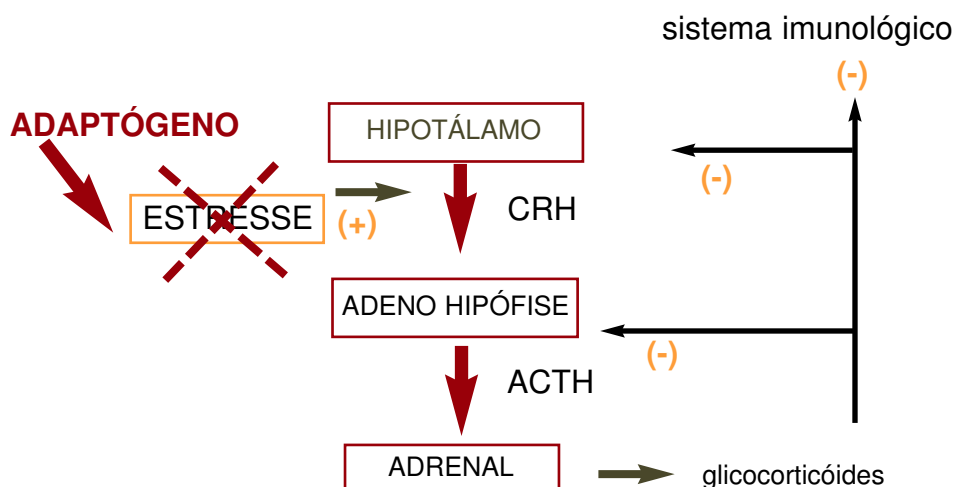 sistema imunológico
(-)
ADAPTÓGENO
HIPOTÁLAMO
(-)
ESTRESSE
(+)
CRH
ADENO HIPÓFISE
(-)
ACTH
ADRENAL
glicocorticóides